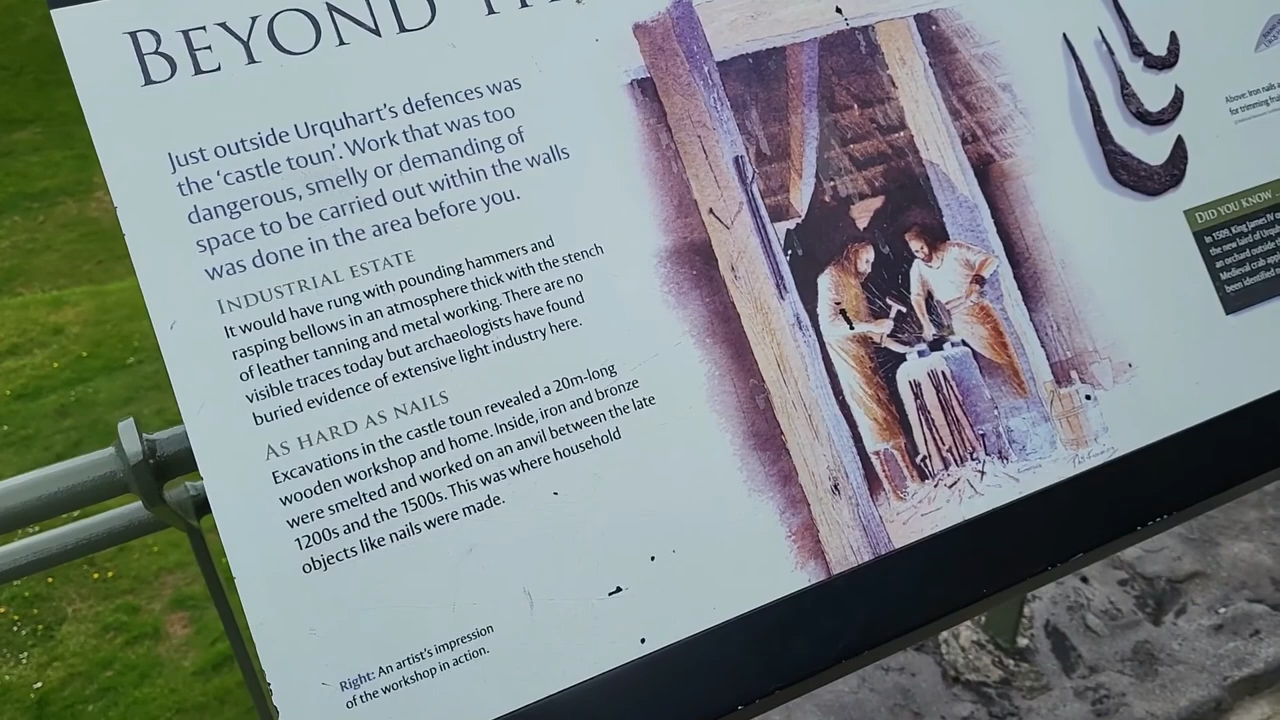 BEYOND
Just outside Urquhart's defences was
the 'castle toun'. Work that was too
dangerous, smelly or demanding of
space to be carried out within the walls
was done in the area before you.
INDUSTRIAL ESTATE
It would have rung with pounding hammers and
rasping bellows in an atmosphere thick with the stench
of leather tanning and metal working. There are no
visible traces today but archaeologists have found
buried evidence of extensive light industry here.
AS HARD AS NAILS
Excavations in the castle toun revealed a 20m-long
wooden workshop and home. Inside, iron and bronze
were smelted and worked on an anvil between the late
1200s and the 1500s. This was where household
objects like nails were made.
Right: An artist's impression
of the workshop in action.
Above: Iron nails
for trimming
DID YOU KNOW ...
In 1509, King James IV
the new laird of
an orchard outside
Medieval crab
been identified